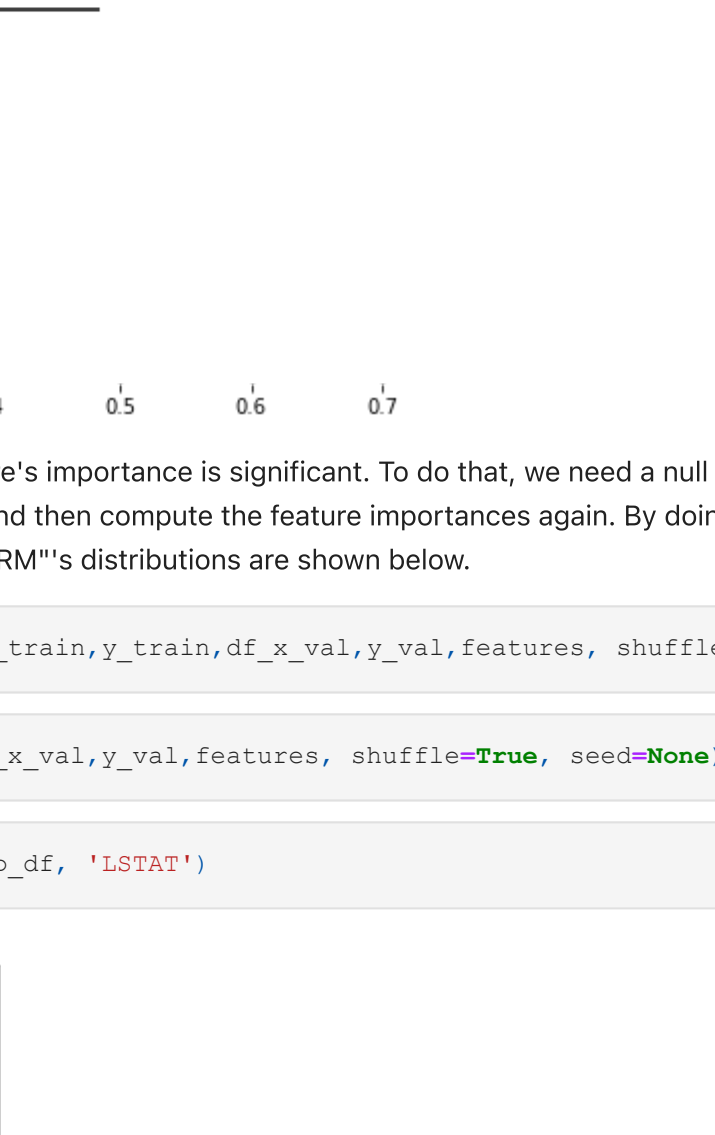 0.5 0.6 0.7
e's importance is significant. To do that, we need a null
nd then compute the feature importances again. By doin
RM"'s distributions are shown below.
_train,y_train,df_x_val,y_val,features, shuffle
_x_val,y_val,features, shuffle=True, seed=None)
_df, 'LSTAT')